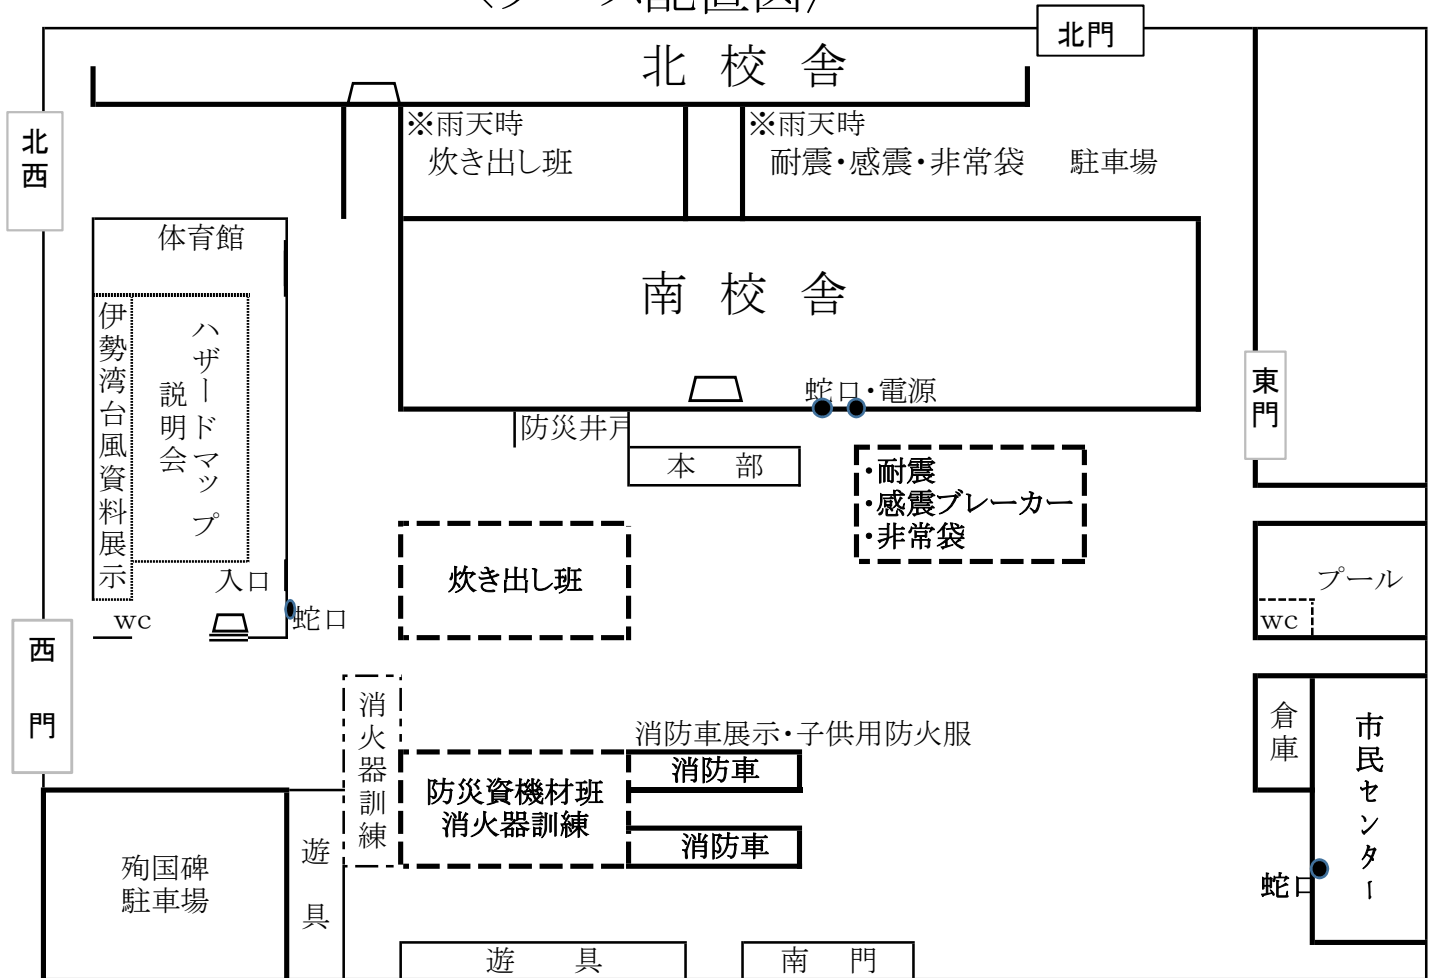 北門
北校舎
北西
※雨天時
炊き出し班
※雨天時
耐震・感震・非常袋 駐車場
体育館
南校舎
伊勢湾台風資料展示
ハザードマップ
説明会
蛇口・電源
東門
防災井戸
本部
・耐震
・感震ブレーカー
・非常袋
炊き出し班
入口
プール
wc
蛇口
wc
西門
消火器訓練
倉庫
市民センター
消防車展示・子供用防火服
消防車
防災資機材班
消火器訓練
消防車
遊具
殉国碑
駐車場
蛇口
遊具
南門